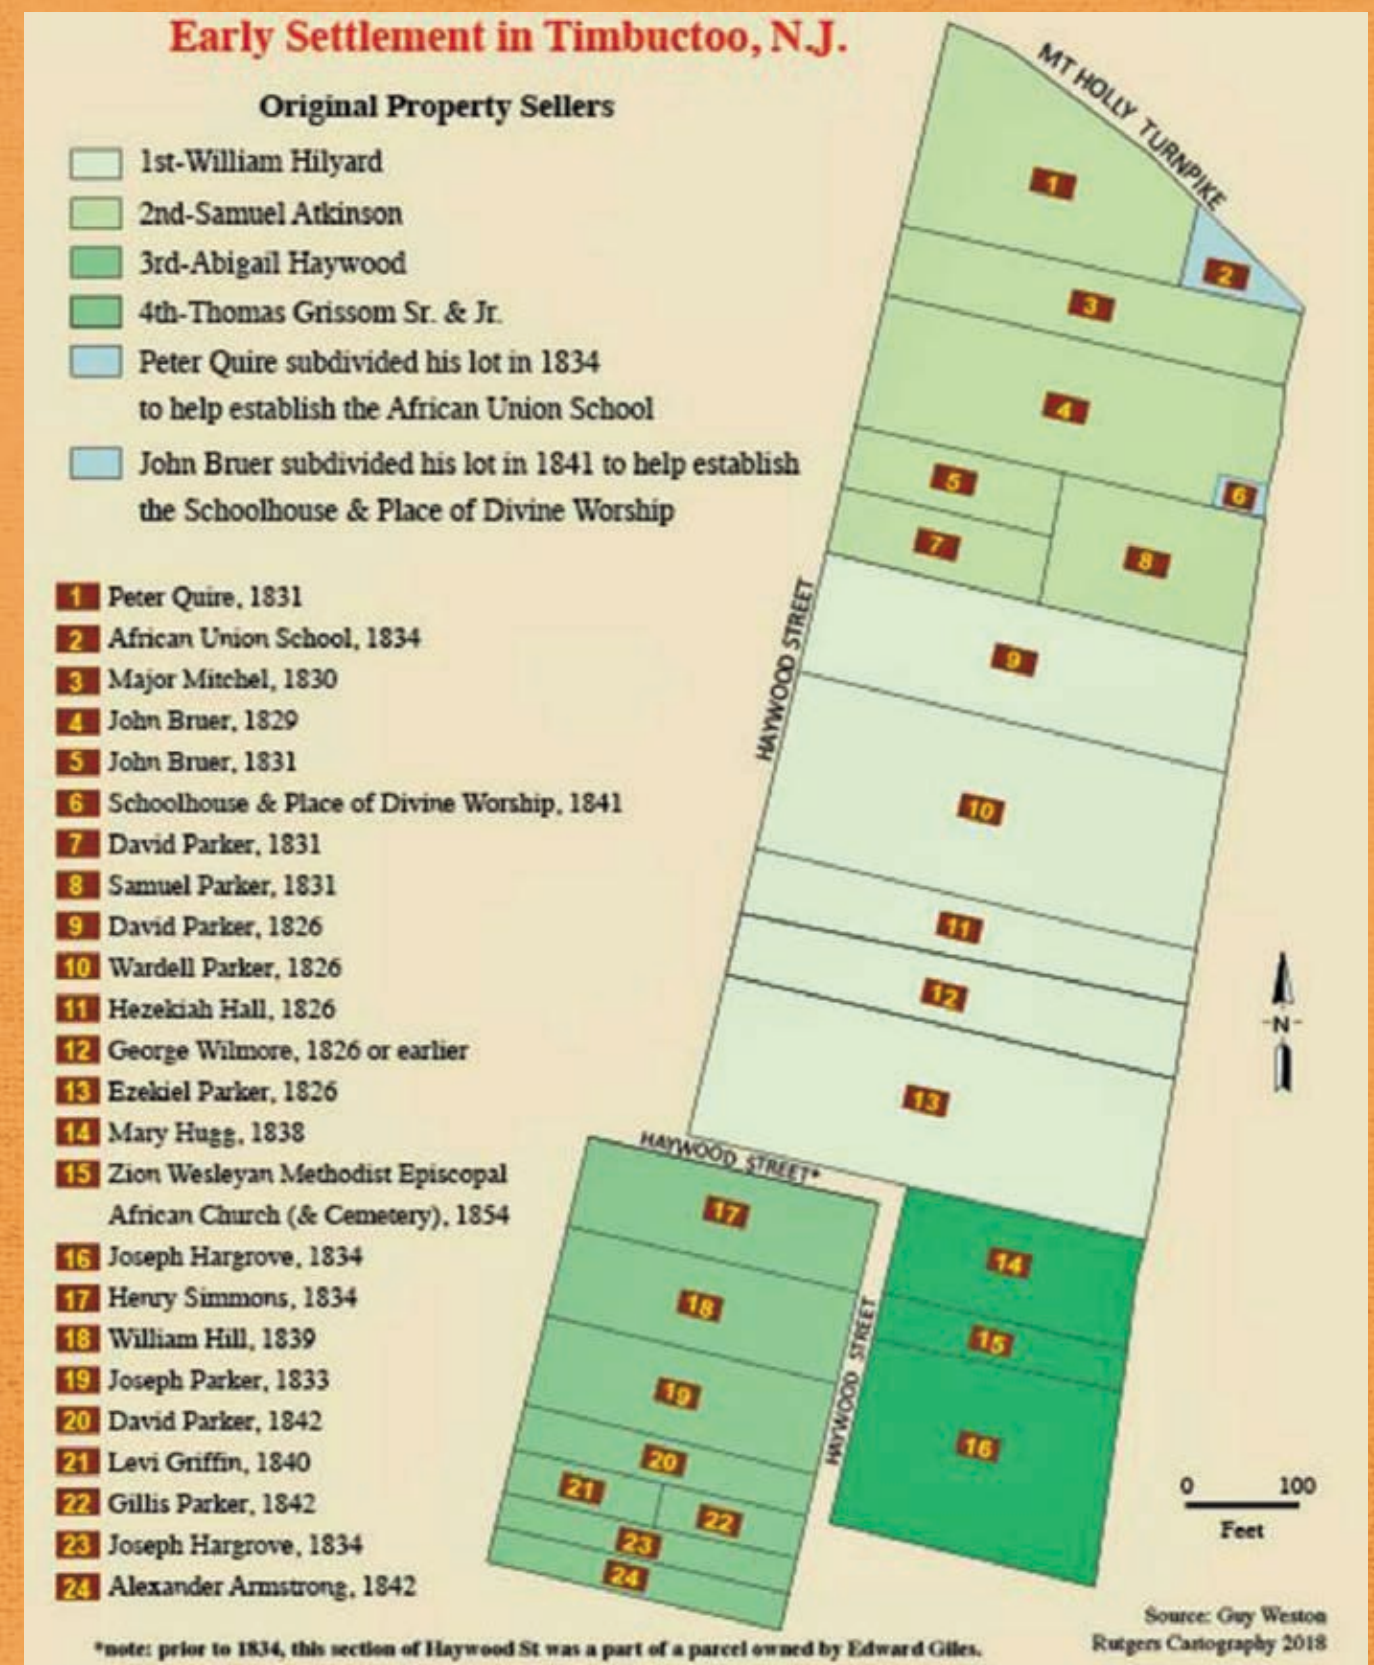 Early Settlement in Timbuctoo, N.J.
Original Property Sellers
1st-William Hilyard
2nd-Samuel Atkinson
3rd-Abigail Haywood
4th-Thomas Grissom Sr. & Jr.
Peter Quire subdivided his lot in 1834
to help establish the African Union School
John Bruer subdivided his lot in 1841 to help establish
the Schoolhouse & Place of Divine Worship
1 Peter Quire, 1831
2 African Union School, 1834
3 Major Mitchel, 1830
4 John Bruer, 1829
5 John Bruer, 1831
6 Schoolhouse & Place of Divine Worship, 1841
7 David Parker, 1831
8 Samuel Parker, 1831
9 David Parker, 1826
10 Wardell Parker, 1826
11 Hezekiah Hall, 1826
12 George Wilmore, 1826 or earlier
13 Ezekiel Parker, 1826
14 Mary Hugg, 1838
15 Zion Wesleyan Methodist Episcopal
African Church (& Cemetery), 1854
16 Joseph Hargrove, 1834
17 Henry Simmons, 1834
18 William Hill, 1839
19 Joseph Parker, 1833
20 David Parker, 1842
21 Levi Griffin, 1840
22 Gillis Parker, 1842
23 Joseph Hargrove, 1834
24 Alexander Armstrong, 1842
MT HOLLY TURNPIKE
1
2
3
4
5
6
7
8
HAYWOOD STREET
9
10
11
12
13
N
HAYWOOD STREET*
17
14
18
15
HAYWOOD STREET
19
16
20
21
22
23
24
0 100
Feet
Source: Guy Weston
Rutgers Cartography 2018
*note: prior to 1834, this section of Haywood St was a part of a parcel owned by Edward Giles.